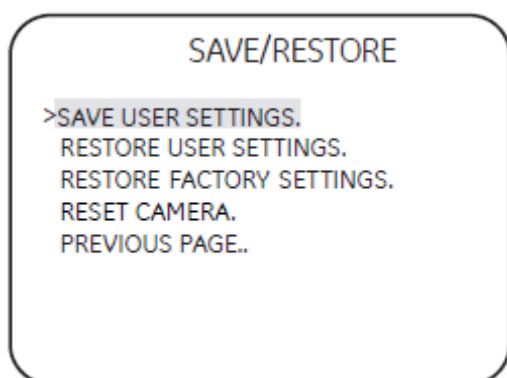 SAVE/RESTORE
>SAVE USER SETTINGS.
RESTORE USER SETTINGS.
RESTORE FACTORY SETTINGS.
RESET CAMERA.
PREVIOUS PAGE..